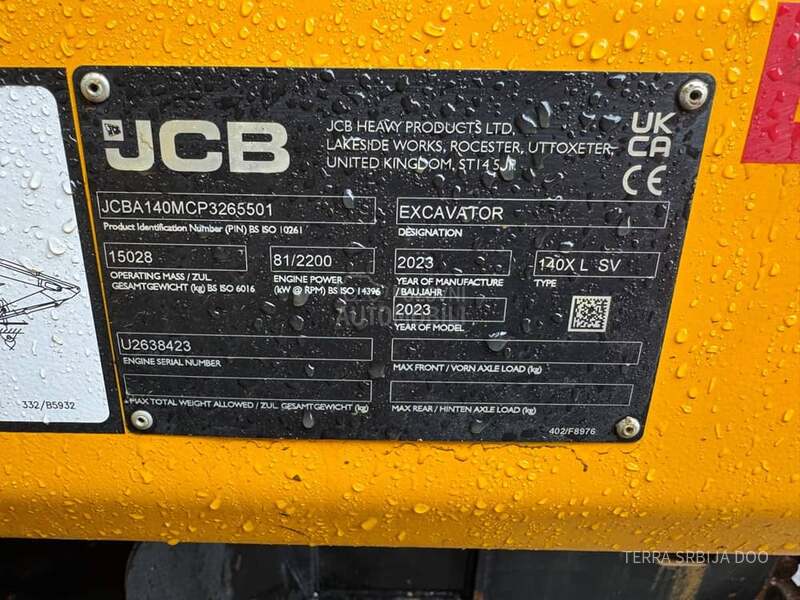 JCB
JCB HEAVY PRODUCTS LTD,
LAKESIDE WORKS, ROCESTER, UTTOXETER,
UNITED KINGDOM, ST14 5JP
UK
CA
CE
JCBA140MCP3265501
Product Identification Number (PIN) BS ISO 10261
EXCAVATOR
DESIGNATION
15028
OPERATING MASS / ZUL.
GESAMTGEWICHT (kg) BS ISO 6016
81/2200
ENGINE POWER
(kW @ RPM) BS ISO 14396
2023
YEAR OF MANUFACTURE
/BAUJAHR
140X L SV
TYPE
2023
YEAR OF MODEL
U2638423
ENGINE SERIAL NUMBER
MAX FRONT / VORN AXLE LOAD (kg)
MAX TOTAL WEIGHT ALLOWED / ZUL. GESAMTGEWICHT (kg)
MAX REAR / HINTEN AXLE LOAD (kg)
402/F8976
332/B5932
AUTOMOBILI
TERRA SRBIJA DOO